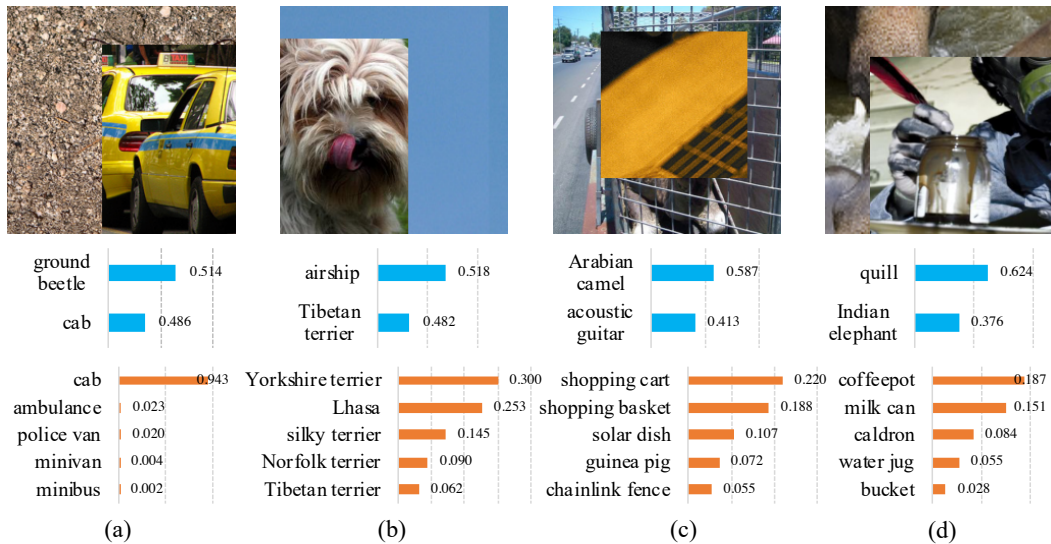 TAXI
ground beetle 0.514
cab 0.486
airship 0.518
Tibetan terrier 0.482
Arabian camel 0.587
acoustic guitar 0.413
quill 0.624
Indian elephant 0.376
cab 0.943
ambulance 0.023
police van 0.020
minivan 0.004
minibus 0.002
Yorkshire terrier 0.300
Lhasa 0.253
silky terrier 0.145
Norfolk terrier 0.090
Tibetan terrier 0.062
shopping cart 0.220
shopping basket 0.188
solar dish 0.107
guinea pig 0.072
chainlink fence 0.055
coffeepot 0.187
milk can 0.151
caldron 0.084
water jug 0.055
bucket 0.028
(a) (b) (c) (d)